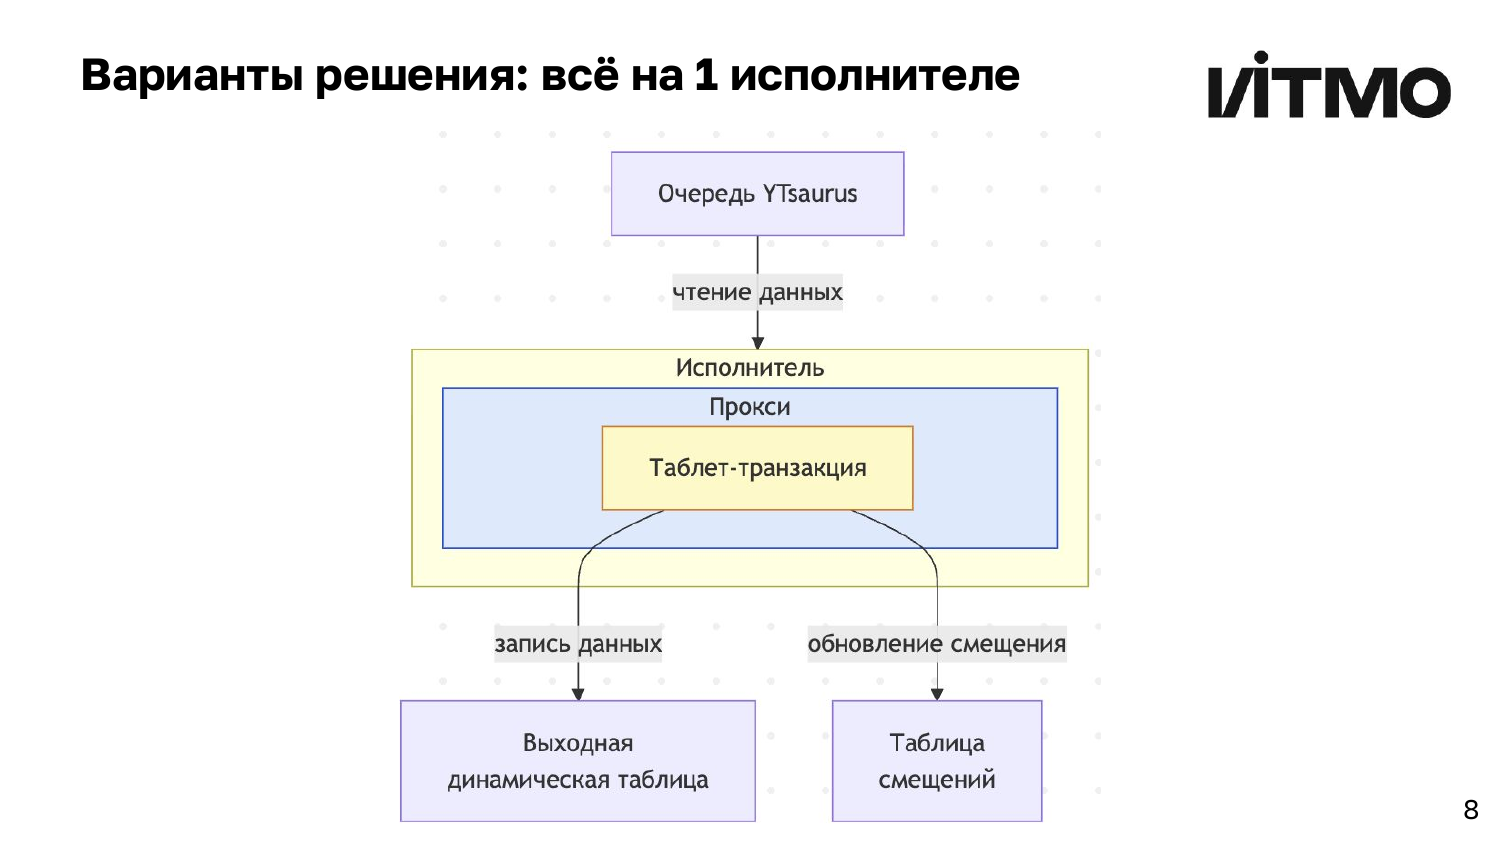 Варианты решения: всё на 1 исполнителе
ИТМО
Очередь YTsaurus
чтение данных
Исполнитель
Прокси
Таблет-транзакция
запись данных
обновление смещения
Выходная
динамическая таблица
Таблица
смещений
8